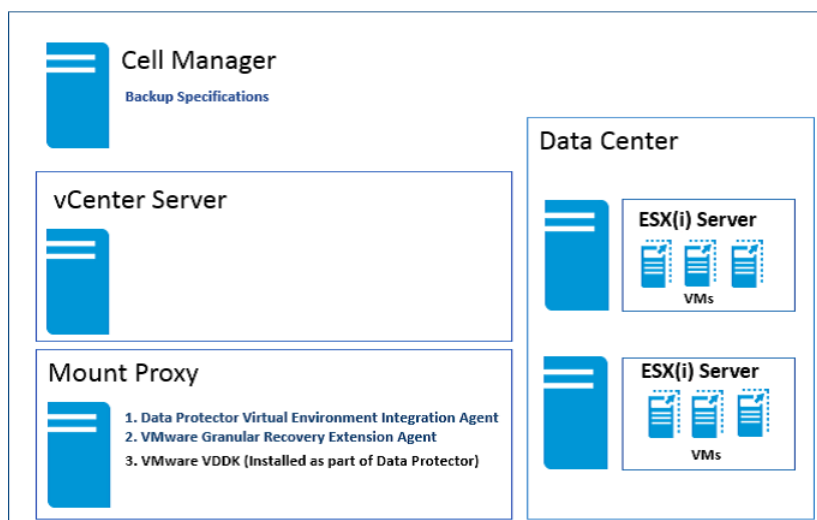 Cell Manager
Backup Specifications
vCenter Server
Mount Proxy
1. Data Protector Virtual Environment Integration Agent
2. VMware Granular Recovery Extension Agent
3. VMware VDDK (Installed as part of Data Protector)
Data Center
ESX(i) Server
VMs
ESX(i) Server
VMs